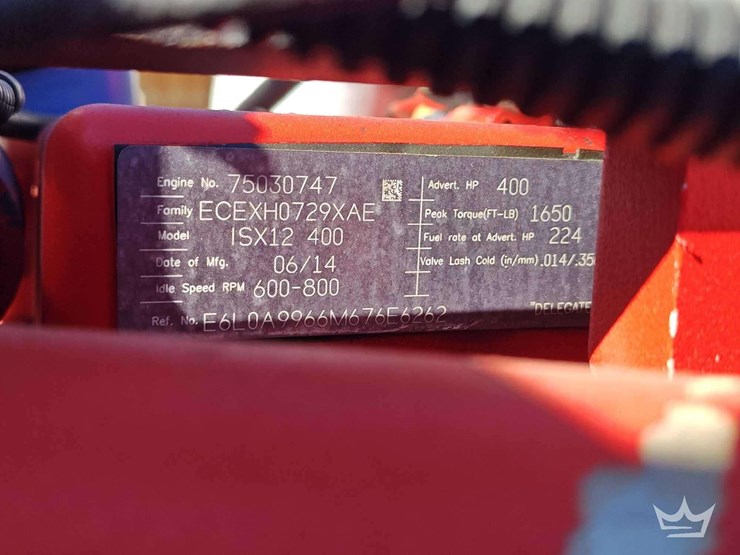 Engine No. 75030747
Family ECEXH0729XAE
Model ISX12 400
Date of Mfg. 06/14
Idle Speed RPM 600-800
Ref. No. E6L0A9966M676E6262
Advert. HP 400
Peak Torque(FT-LB) 1650
Fuel rate at Advert. HP 224
Valve Lash Cold (in/mm) .014/.35
"DELEGATE